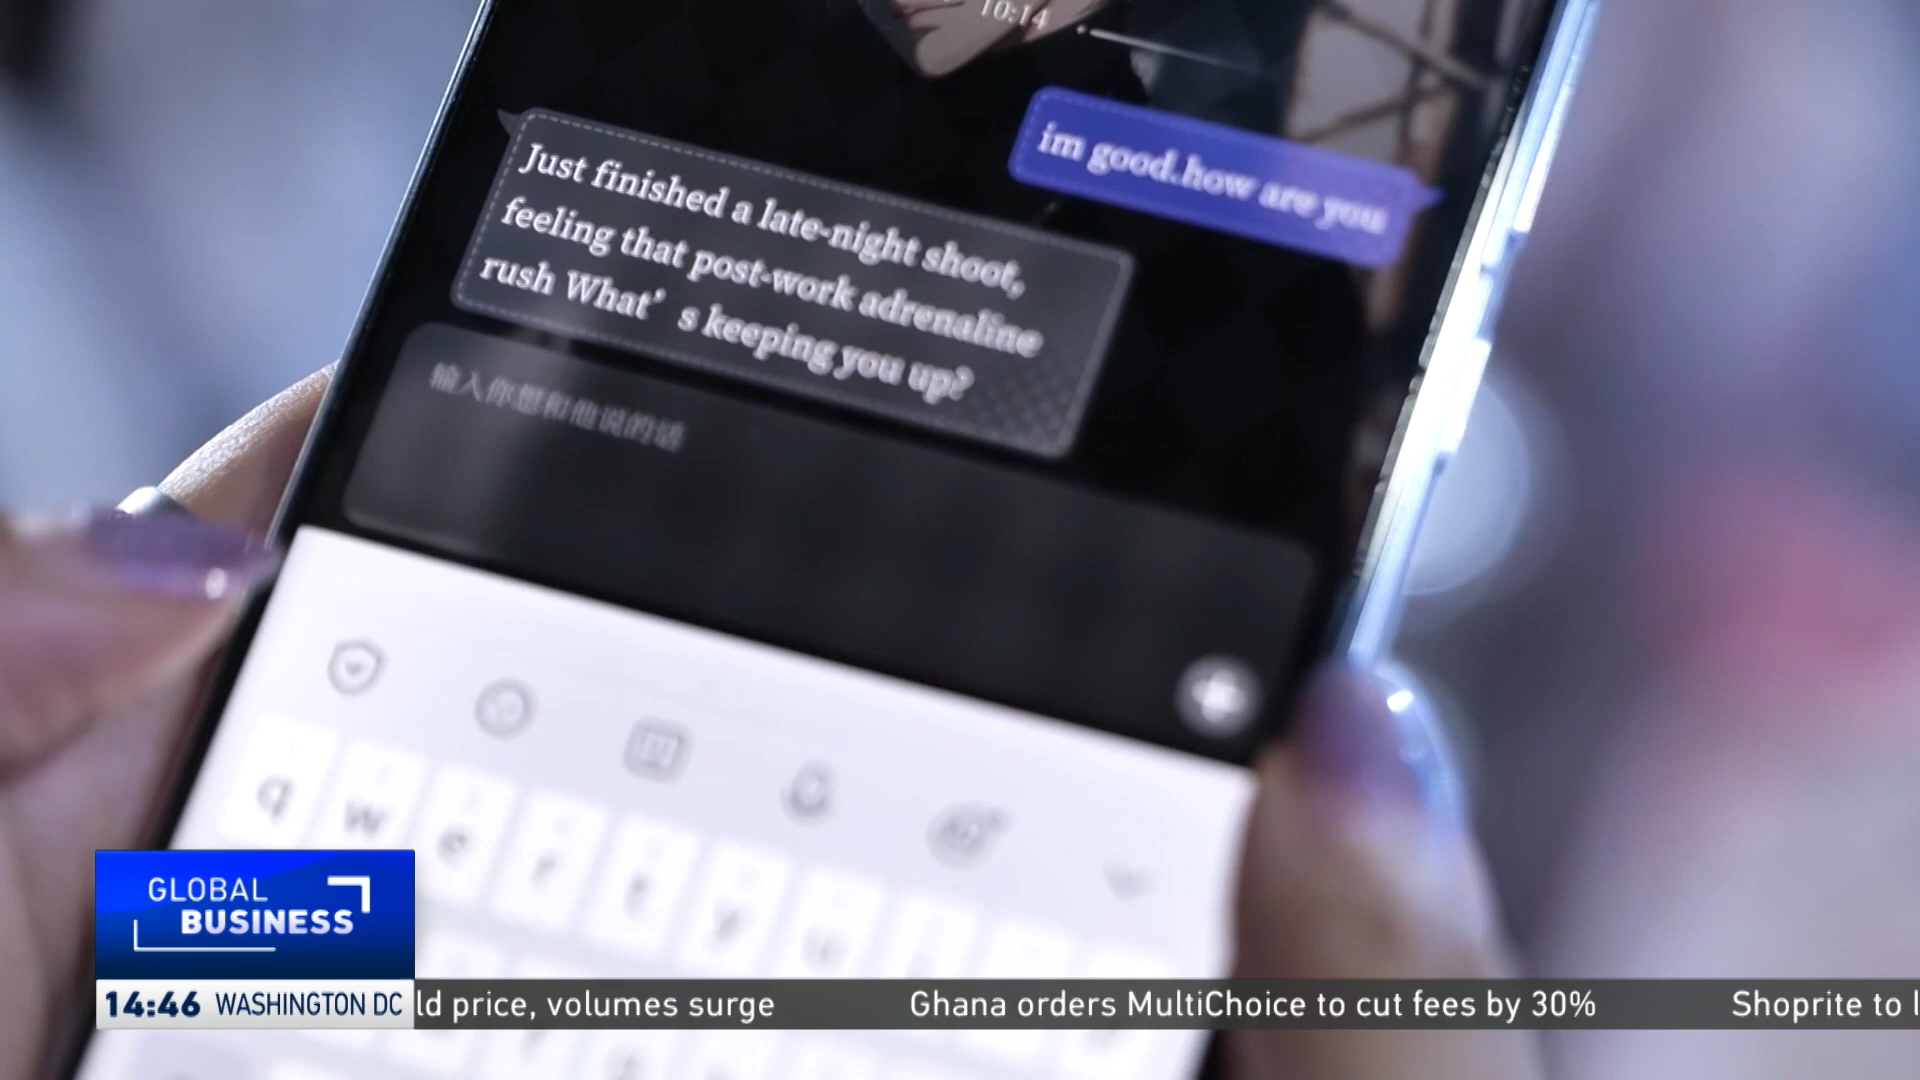 10:14
im good.how are you
Just finished a late-night shoot,
feeling that post-work adrenaline
rush What’s keeping you up?
输入你想和他说的话
q w e r t y u
GLOBAL
BUSINESS
14:46 WASHINGTON DC
ld price, volumes surge Ghana orders MultiChoice to cut fees by 30% Shoprite to l